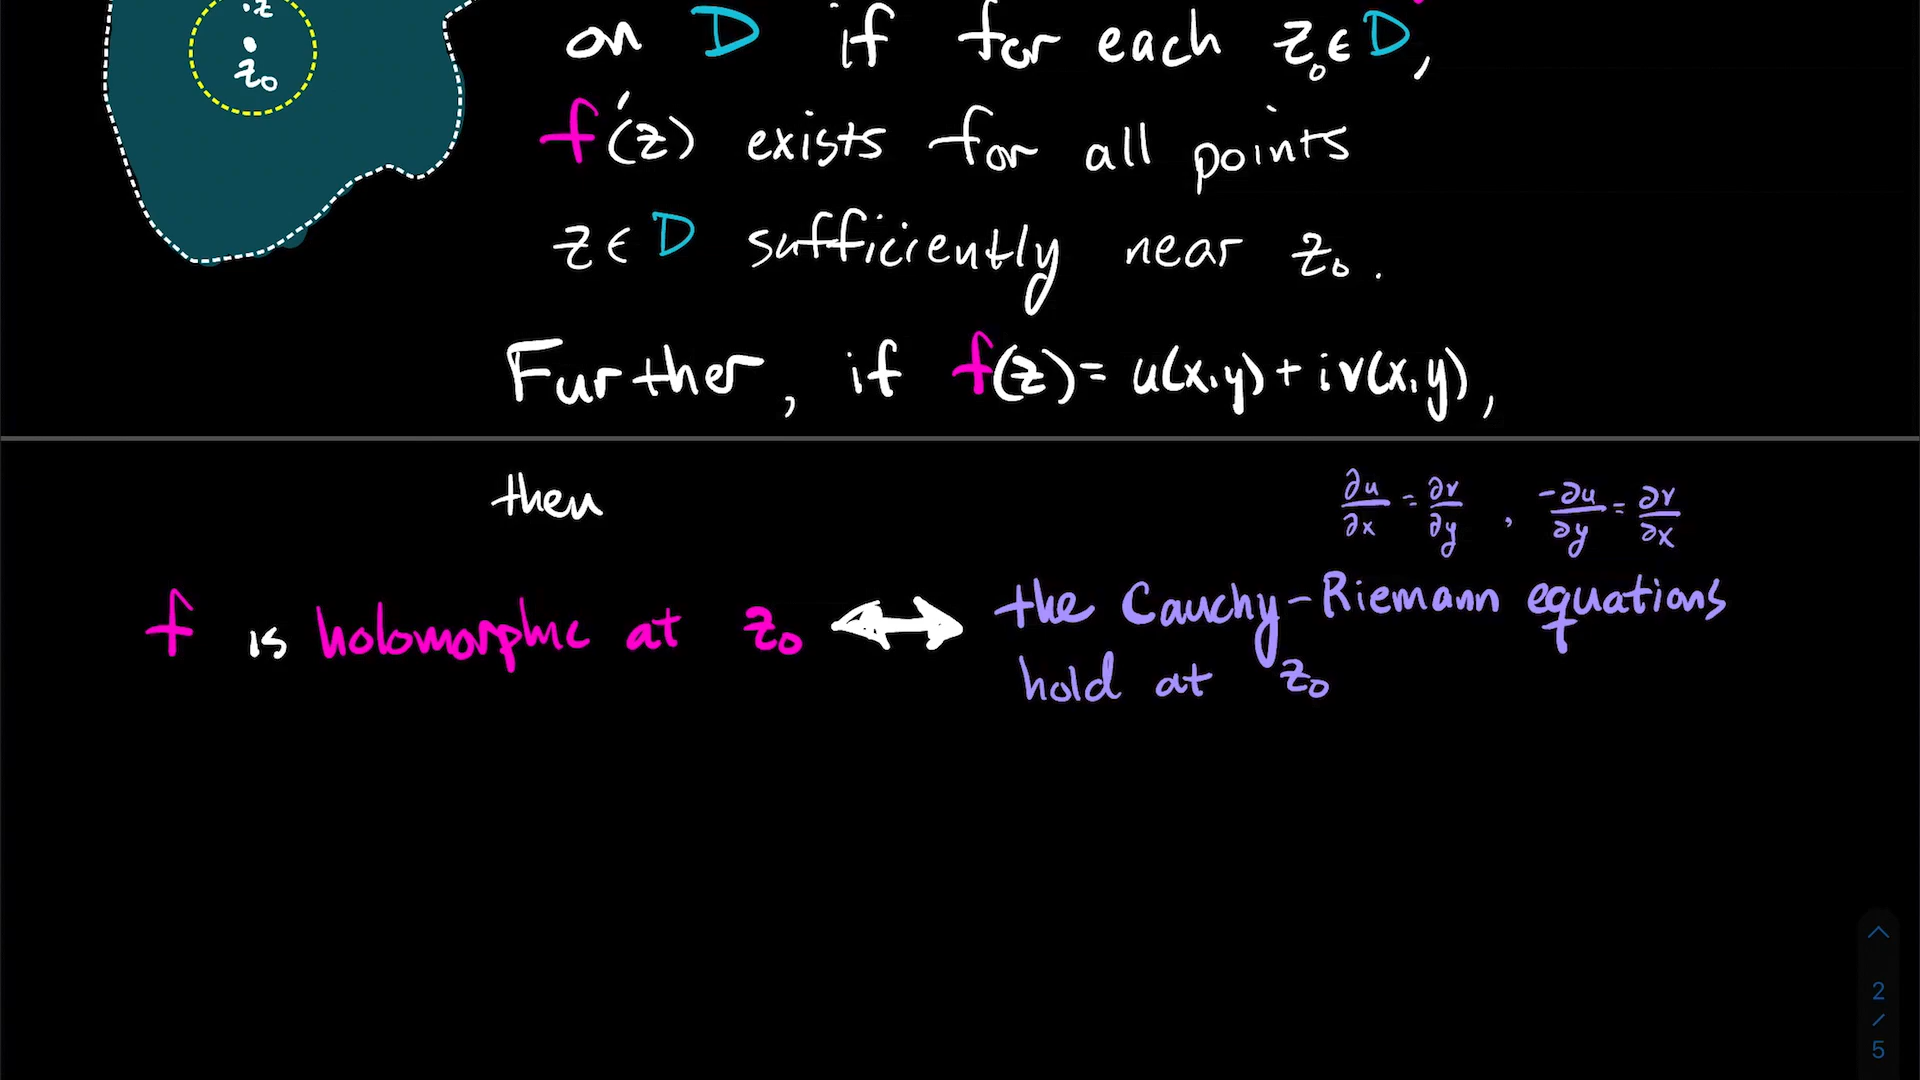 .z
z₀
on D if for each z₀ ∈ D,
f'(z) exists for all points
z ∈ D sufficiently near z₀.
Further, if f(z) = u(x,y) + iv(x,y),
then
∂u/∂x = ∂v/∂y , -∂u/∂y = ∂v/∂x
f is holomorphic at z₀ ⟷ the Cauchy-Riemann equations
hold at z₀
2
/
5